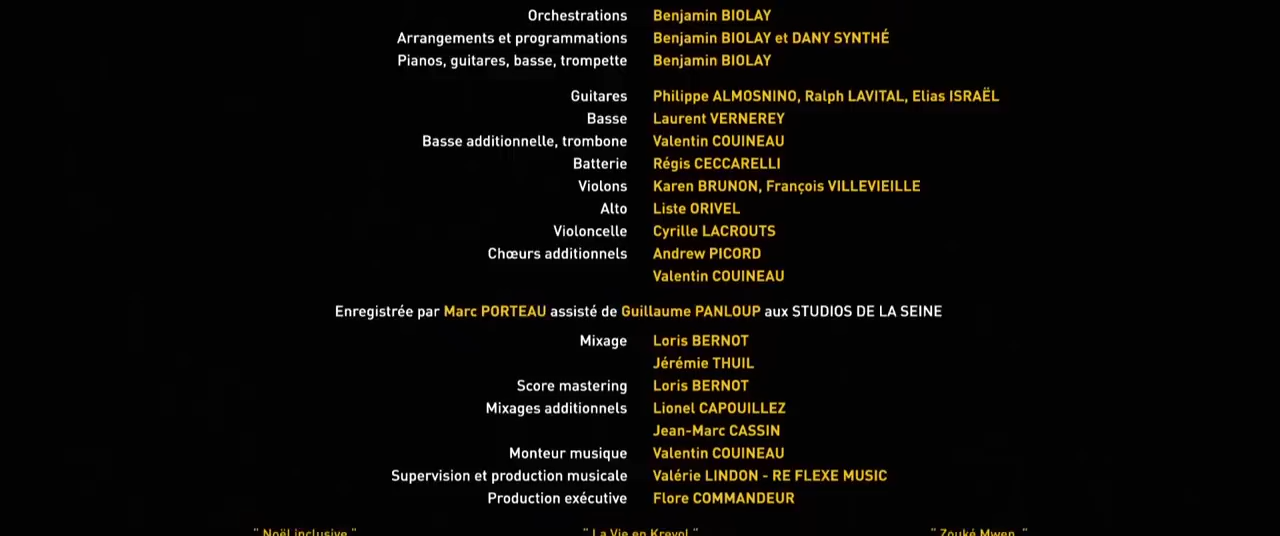 Orchestrations Benjamin BIOLAY
Arrangements et programmations Benjamin BIOLAY et DANY SYNTHÉ
Pianos, guitares, basse, trompette Benjamin BIOLAY
Guitares Philippe ALMOSNINO, Ralph LAVITAL, Elias ISRAËL
Basse Laurent VERNEREY
Basse additionnelle, trombone Valentin COUINEAU
Batterie Régis CECCARELLI
Violons Karen BRUNON, François VILLEVIEILLE
Alto Liste ORIVEL
Violoncelle Cyrille LACROUTS
Chœurs additionnels Andrew PICORD
Valentin COUINEAU
Enregistrée par Marc PORTEAU assisté de Guillaume PANLOUP aux STUDIOS DE LA SEINE
Mixage Loris BERNOT
Jérémie THUIL
Score mastering Loris BERNOT
Mixages additionnels Lionel CAPOUILLEZ
Jean-Marc CASSIN
Monteur musique Valentin COUINEAU
Supervision et production musicale Valérie LINDON - RE FLEXE MUSIC
Production exécutive Flore COMMANDEUR
" Noël inclusive " " La Vie en Kreyol " " Zouké Mwen "